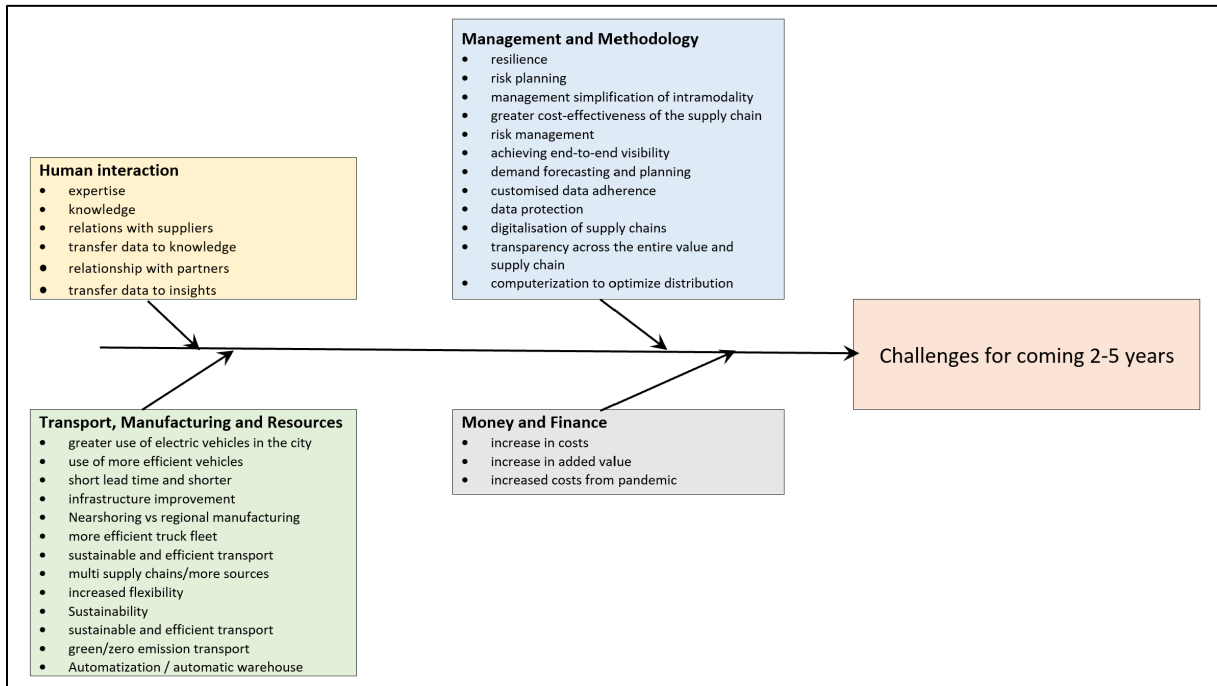 Management and Methodology
• resilience
• risk planning
• management simplification of intramodality
• greater cost-effectiveness of the supply chain
• risk management
• achieving end-to-end visibility
• demand forecasting and planning
• customised data adherence
• data protection
• digitalisation of supply chains
• transparency across the entire value and
supply chain
• computerization to optimize distribution
Human interaction
• expertise
• knowledge
• relations with suppliers
• transfer data to knowledge
• relationship with partners
• transfer data to insights
Challenges for coming 2-5 years
Transport, Manufacturing and Resources
• greater use of electric vehicles in the city
• use of more efficient vehicles
• short lead time and shorter
• infrastructure improvement
• Nearshoring vs regional manufacturing
• more efficient truck fleet
• sustainable and efficient transport
• multi supply chains/more sources
• increased flexibility
• Sustainability
• sustainable and efficient transport
• green/zero emission transport
• Automatization / automatic warehouse
Money and Finance
• increase in costs
• increase in added value
• increased costs from pandemic